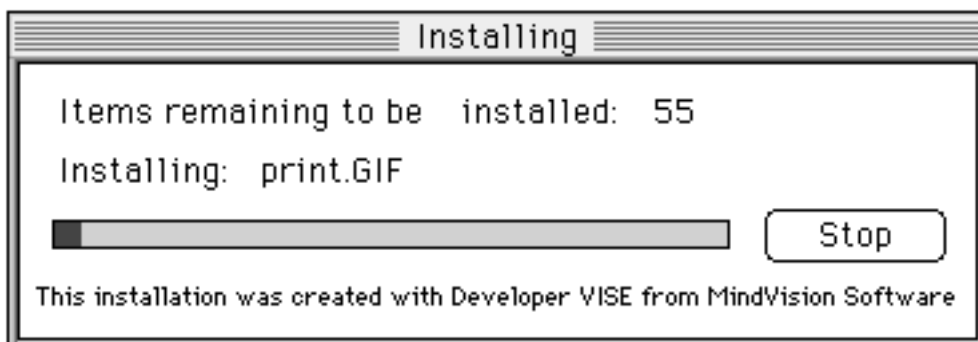 Installing
Items remaining to be installed: 55
Installing: print.GIF
Stop
This installation was created with Developer VISE from MindVision Software